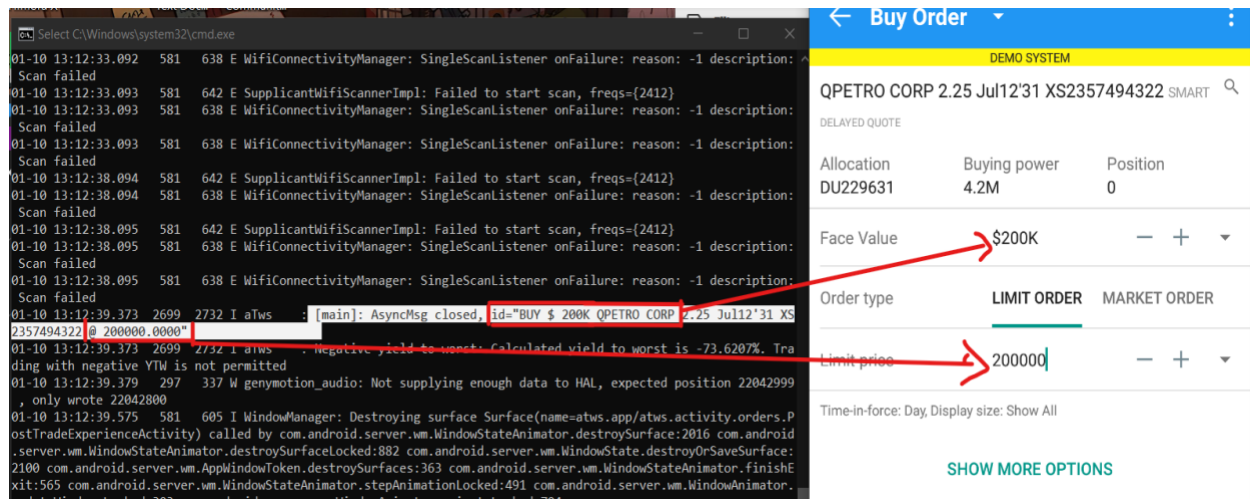 Select C:\Windows\system32\cmd.exe
01-10 13:12:33.092 581 638 E WifiConnectivityManager: SingleScanListener onFailure: reason: -1 description:
Scan failed
01-10 13:12:33.093 581 642 E SupplicantWifiScannerImpl: Failed to start scan, freqs={2412}
01-10 13:12:33.093 581 638 E WifiConnectivityManager: SingleScanListener onFailure: reason: -1 description:
Scan failed
01-10 13:12:33.093 581 638 E WifiConnectivityManager: SingleScanListener onFailure: reason: -1 description:
Scan failed
01-10 13:12:38.094 581 642 E SupplicantWifiScannerImpl: Failed to start scan, freqs={2412}
01-10 13:12:38.094 581 638 E WifiConnectivityManager: SingleScanListener onFailure: reason: -1 description:
Scan failed
01-10 13:12:38.095 581 642 E SupplicantWifiScannerImpl: Failed to start scan, freqs={2412}
01-10 13:12:38.095 581 638 E WifiConnectivityManager: SingleScanListener onFailure: reason: -1 description:
Scan failed
01-10 13:12:38.095 581 638 E WifiConnectivityManager: SingleScanListener onFailure: reason: -1 description:
Scan failed
01-10 13:12:39.373 2699 2732 I aTws : [main]: AsyncMsg closed, id="BUY $ 200K QPETRO CORP 2.25 Jul12'31 XS
2357494322 @ 200000.0000"
01-10 13:12:39.373 2699 2732 I aTws : Negative yield to worst: Calculated yield to worst is -73.6207%. Tra
ding with negative YTW is not permitted
01-10 13:12:39.379 297 337 W genymotion_audio: Not supplying enough data to HAL, expected position 22042999
, only wrote 22042800
01-10 13:12:39.575 581 605 I WindowManager: Destroying surface Surface(name=atws.app/atws.activity.orders.P
ostTradeExperienceActivity) called by com.android.server.wm.WindowStateAnimator.destroySurface:2016 com.android
.server.wm.WindowStateAnimator.destroySurfaceLocked:882 com.android.server.wm.WindowState.destroyOrSaveSurface:
2100 com.android.server.wm.AppWindowToken.destroySurfaces:363 com.android.server.wm.WindowStateAnimator.finishE
xit:565 com.android.server.wm.WindowStateAnimator.stepAnimationLocked:491 com.android.server.wm.WindowAnimator.
Buy Order
DEMO SYSTEM
QPETRO CORP 2.25 Jul12'31 XS2357494322 SMART
DELAYED QUOTE
Allocation Buying power Position
DU229631 4.2M 0
Face Value $200K
Order type LIMIT ORDER MARKET ORDER
Limit price 200000
Time-in-force: Day, Display size: Show All
SHOW MORE OPTIONS